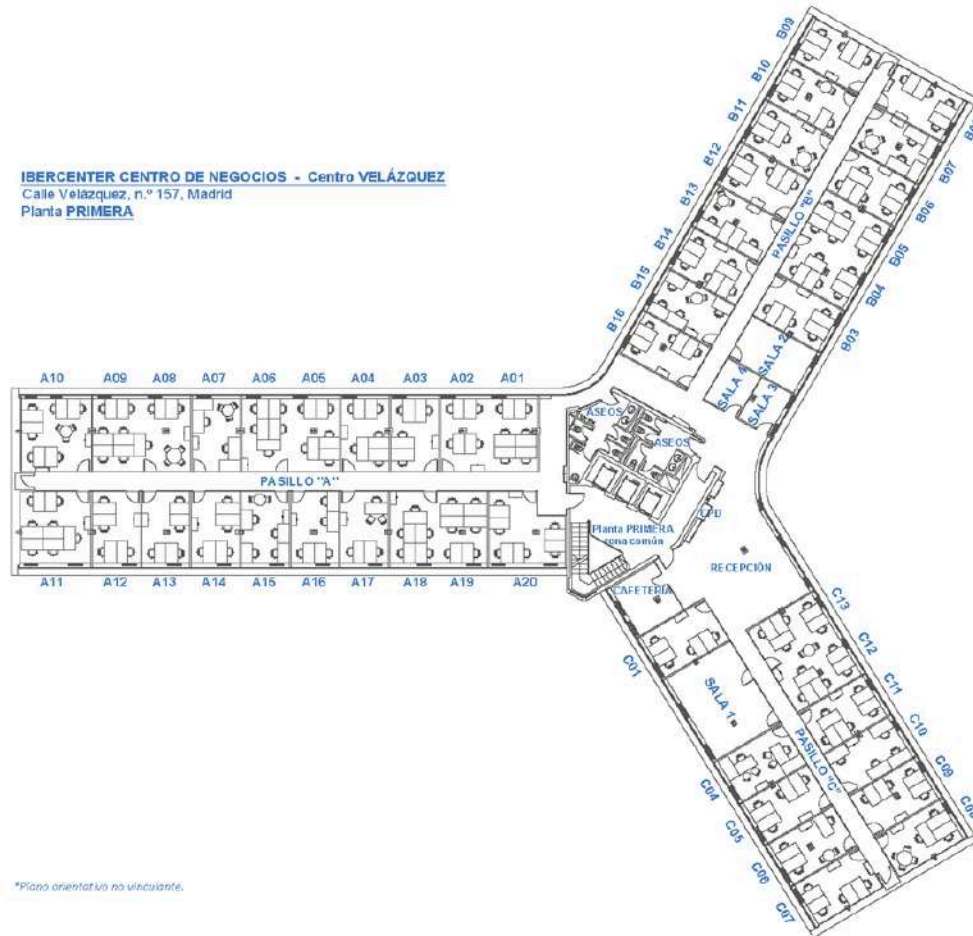 IBERCENTER CENTRO DE NEGOCIOS - Centro VELÁZQUEZ
Calle Velázquez, n.º 157, Madrid
Planta PRIMERA
B09
B10
B11
B12
B13
B14
B15
B16
B07
B06
B05
B04
B03
PASILLO "B"
SALA 2
SALA 4
SALA 3
A10 A09 A08 A07 A06 A05 A04 A03 A02 A01
PASILLO "A"
A11 A12 A13 A14 A15 A16 A17 A18 A19 A20
ASEOS
ASEOS
CPD
Planta PRIMERA
zona común
RECEPCIÓN
CAFETERÍA
C01
SALA 1
PASILLO "C"
C13
C12
C11
C10
C09
C08
C04
C05
C06
C07
*Plano orientativo no vinculante.